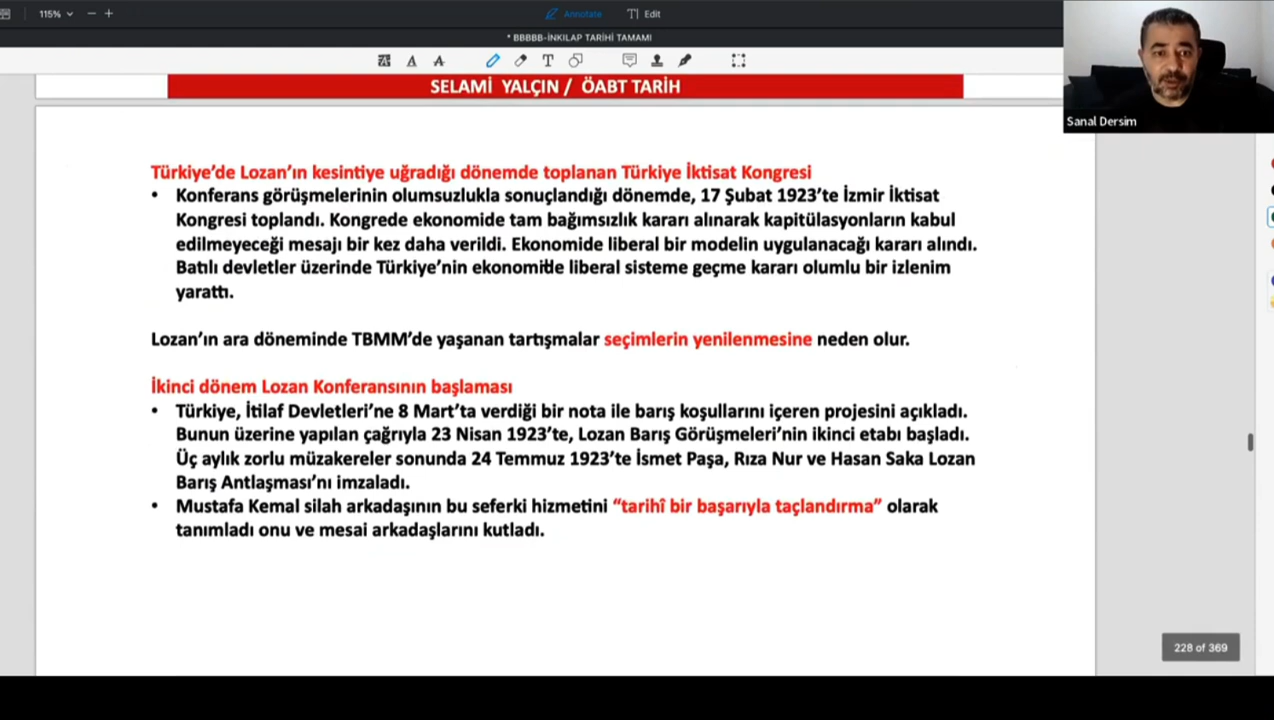 115%
Annotate
Edit
* BBBBB-İNKILAP TARİHİ TAMAMI
SELAMİ YALÇIN / ÖABT TARİH
Sanal Dersim
Türkiye'de Lozan'ın kesintiye uğradığı dönemde toplanan Türkiye İktisat Kongresi
• Konferans görüşmelerinin olumsuzlukla sonuçlandığı dönemde, 17 Şubat 1923'te İzmir İktisat
Kongresi toplandı. Kongrede ekonomide tam bağımsızlık kararı alınarak kapitülasyonların kabul
edilmeyeceği mesajı bir kez daha verildi. Ekonomide liberal bir modelin uygulanacağı kararı alındı.
Batılı devletler üzerinde Türkiye'nin ekonomide liberal sisteme geçme kararı olumlu bir izlenim
yarattı.
Lozan'ın ara döneminde TBMM'de yaşanan tartışmalar seçimlerin yenilenmesine neden olur.
İkinci dönem Lozan Konferansının başlaması
• Türkiye, İtilaf Devletleri'ne 8 Mart'ta verdiği bir nota ile barış koşullarını içeren projesini açıkladı.
Bunun üzerine yapılan çağrıyla 23 Nisan 1923'te, Lozan Barış Görüşmeleri'nin ikinci etabı başladı.
Üç aylık zorlu müzakereler sonunda 24 Temmuz 1923'te İsmet Paşa, Rıza Nur ve Hasan Saka Lozan
Barış Antlaşması'nı imzaladı.
• Mustafa Kemal silah arkadaşının bu seferki hizmetini "tarihî bir başarıyla taçlandırma" olarak
tanımladı onu ve mesai arkadaşlarını kutladı.
228 of 369